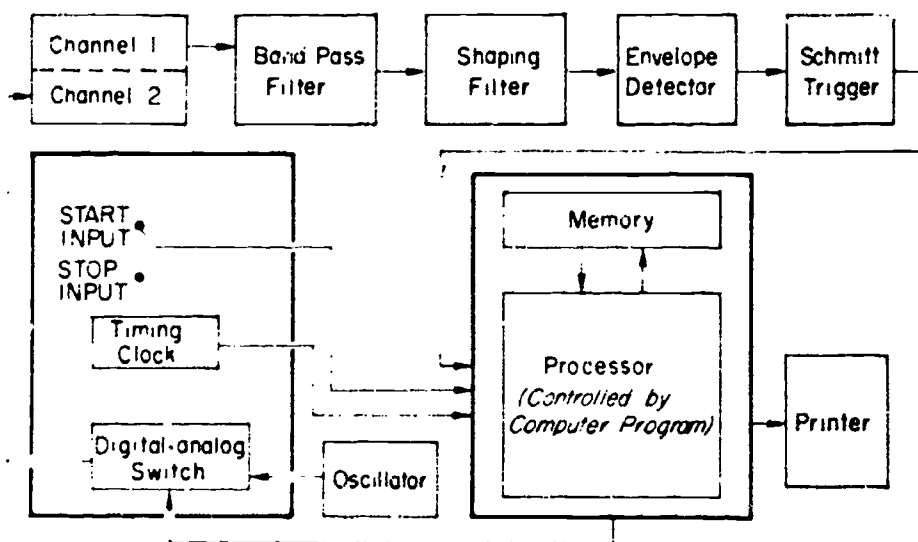 Channel 1
Channel 2
Band Pass
Filter
Shaping
Filter
Envelope
Detector
Schmitt
Trigger
START
INPUT
STOP
INPUT
Timing
Clock
Digital-analog
Switch
Oscillator
Memory
Processor
(Controlled by
Computer Program)
Printer